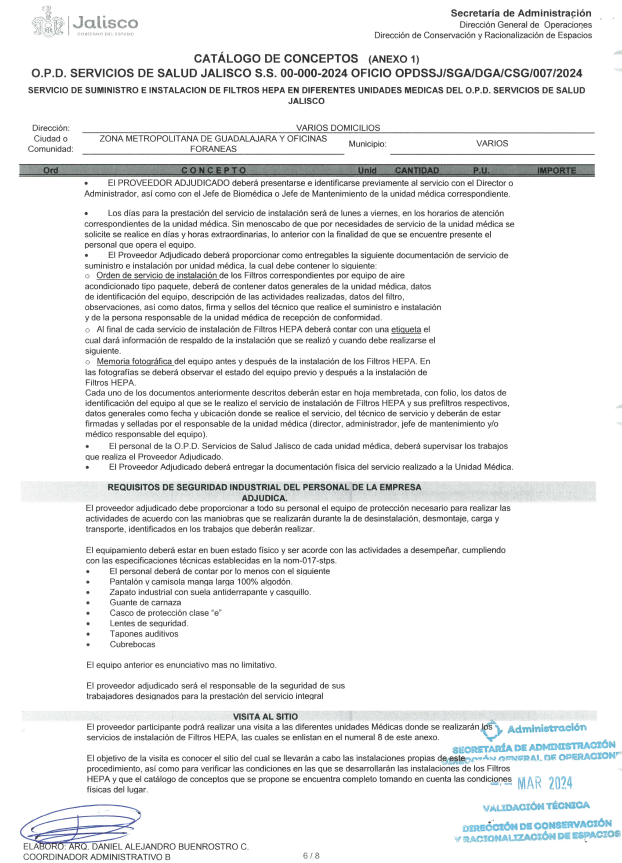 Jalisco
GOBIERNO DEL ESTADO
Secretaría de Administración
Dirección General de Operaciones
Dirección de Conservación y Racionalización de Espacios
CATÁLOGO DE CONCEPTOS (ANEXO 1)
O.P.D. SERVICIOS DE SALUD JALISCO S.S. 00-000-2024 OFICIO OPDSSJ/SGA/DGA/CSG/007/2024
SERVICIO DE SUMINISTRO E INSTALACION DE FILTROS HEPA EN DIFERENTES UNIDADES MEDICAS DEL O.P.D. SERVICIOS DE SALUD
JALISCO
Dirección: VARIOS DOMICILIOS
Ciudad o Comunidad: ZONA METROPOLITANA DE GUADALAJARA Y OFICINAS FORANEAS Municipio: VARIOS
Ord CONCEPTO Unid CANTIDAD P.U. IMPORTE
• El PROVEEDOR ADJUDICADO deberá presentarse e identificarse previamente al servicio con el Director o
Administrador, así como con el Jefe de Biomédica o Jefe de Mantenimiento de la unidad médica correspondiente.
• Los días para la prestación del servicio de instalación será de lunes a viernes, en los horarios de atención
correspondientes de la unidad médica. Sin menoscabo de que por necesidades de servicio de la unidad médica se
solicite se realice en días y horas extraordinarias, lo anterior con la finalidad de que se encuentre presente el
personal que opera el equipo.
• El Proveedor Adjudicado deberá proporcionar como entregables la siguiente documentación de servicio de
suministro e instalación por unidad médica, la cual debe contener lo siguiente:
○ Orden de servicio de instalación de los Filtros correspondientes por equipo de aire
acondicionado tipo paquete, deberá de contener datos generales de la unidad médica, datos
de identificación del equipo, descripción de las actividades realizadas, datos del filtro,
observaciones, así como datos, firma y sellos del técnico que realice el suministro e instalación
y de la persona responsable de la unidad médica de recepción de conformidad.
○ Al final de cada servicio de instalación de Filtros HEPA deberá contar con una etiqueta el
cual dará información de respaldo de la instalación que se realizó y cuando debe realizarse el
siguiente.
○ Memoria fotográfica del equipo antes y después de la instalación de los Filtros HEPA. En
las fotografías se deberá observar el estado del equipo previo y después a la instalación de
Filtros HEPA.
Cada uno de los documentos anteriormente descritos deberán estar en hoja membretada, con folio, los datos de
identificación del equipo al que se le realizo el servicio de instalación de Filtros HEPA y sus prefiltros respectivos,
datos generales como fecha y ubicación donde se realice el servicio, del técnico de servicio y deberán de estar
firmadas y selladas por el responsable de la unidad médica (director, administrador, jefe de mantenimiento y/o
médico responsable del equipo).
• El personal de la O.P.D. Servicios de Salud Jalisco de cada unidad médica, deberá supervisar los trabajos
que realiza el Proveedor Adjudicado.
• El Proveedor Adjudicado deberá entregar la documentación física del servicio realizado a la Unidad Médica.
REQUISITOS DE SEGURIDAD INDUSTRIAL DEL PERSONAL DE LA EMPRESA
ADJUDICA.
El proveedor adjudicado debe proporcionar a todo su personal el equipo de protección necesario para realizar las
actividades de acuerdo con las maniobras que se realizarán durante la de desinstalación, desmontaje, carga y
transporte, identificados en los trabajos que deberán realizar.
El equipamiento deberá estar en buen estado físico y ser acorde con las actividades a desempeñar, cumpliendo
con las especificaciones técnicas establecidas en la nom-017-stps.
• El personal deberá de contar por lo menos con el siguiente
• Pantalón y camisola manga larga 100% algodón.
• Zapato industrial con suela antiderrapante y casquillo.
• Guante de carnaza
• Casco de protección clase “e”
• Lentes de seguridad.
• Tapones auditivos
• Cubrebocas
El equipo anterior es enunciativo mas no limitativo.
El proveedor adjudicado será el responsable de la seguridad de sus
trabajadores designados para la prestación del servicio integral
VISITA AL SITIO
El proveedor participante podrá realizar una visita a las diferentes unidades Médicas donde se realizarán los
servicios de instalación de Filtros HEPA, las cuales se enlistan en el numeral 8 de este anexo.
El objetivo de la visita es conocer el sitio del cual se llevarán a cabo las instalaciones propias de este
procedimiento, así como para verificar las condiciones en las que se desarrollarán las instalaciones de los Filtros
HEPA y que el catálogo de conceptos que se propone se encuentra completo tomando en cuenta las condiciones
físicas del lugar.
Administración
SECRETARÍA DE ADMINISTRACIÓN
GENERAL DE OPERACION
MAR 2024
VALIDACIÓN TÉCNICA
DIRECCIÓN DE CONSERVACIÓN
Y RACIONALIZACIÓN DE ESPACIOS
ELABORO: ARQ. DANIEL ALEJANDRO BUENROSTRO C.
COORDINADOR ADMINISTRATIVO B
6 / 8